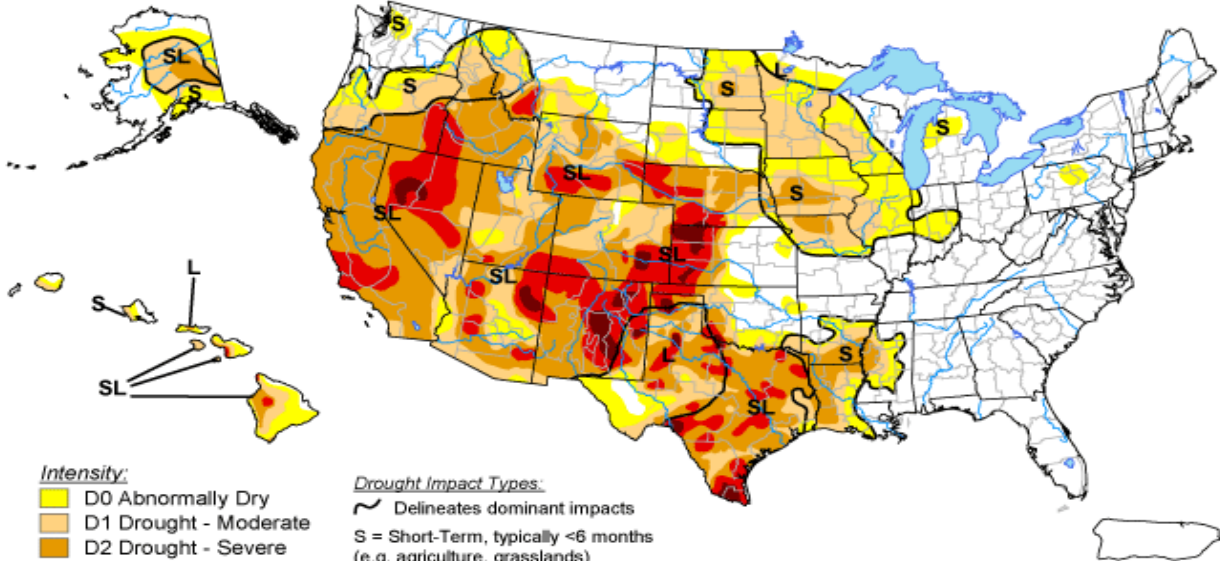 SL
S
S
S
L
S
S
S
SL
SL
SL
SL
L
S
SL
L
S
SL
Intensity:
D0 Abnormally Dry
D1 Drought - Moderate
D2 Drought - Severe
Drought Impact Types:
Delineates dominant impacts
S = Short-Term, typically <6 months
(e.g. agriculture, grasslands)